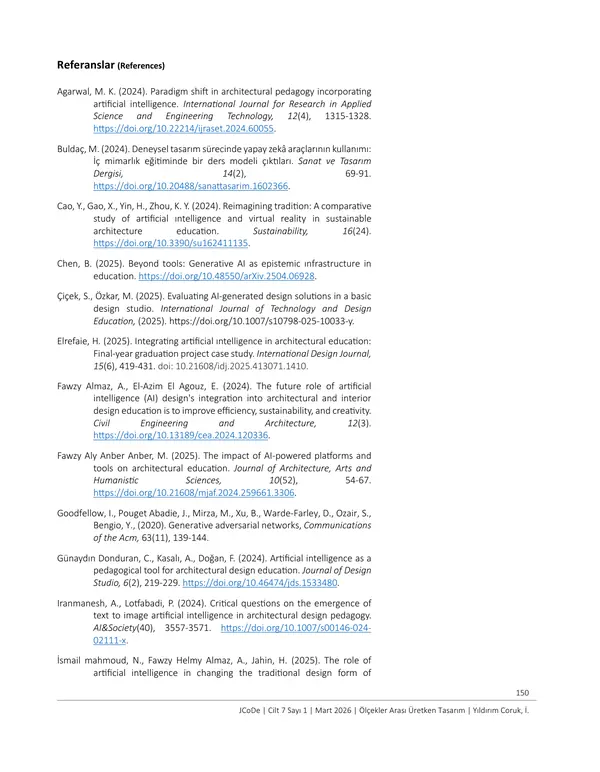 Referanslar (References)
Agarwal, M. K. (2024). Paradigm shift in architectural pedagogy incorporating
artificial intelligence. International Journal for Research in Applied
Science and Engineering Technology, 12(4), 1315-1328.
https://doi.org/10.22214/ijraset.2024.60055.
Buldaç, M. (2024). Deneysel tasarım sürecinde yapay zekâ araçlarının kullanımı:
İç mimarlık eğitiminde bir ders modeli çıktıları. Sanat ve Tasarım
Dergisi, 14(2), 69-91.
https://doi.org/10.20488/sanattasarim.1602366.
Cao, Y., Gao, X., Yin, H., Zhou, K. Y. (2024). Reimagining tradition: A comparative
study of artificial ıntelligence and virtual reality in sustainable
architecture education. Sustainability, 16(24).
https://doi.org/10.3390/su162411135.
Chen, B. (2025). Beyond tools: Generative AI as epistemic ınfrastructure in
education. https://doi.org/10.48550/arXiv.2504.06928.
Çiçek, S., Özkar, M. (2025). Evaluating AI-generated design solutions in a basic
design studio. International Journal of Technology and Design
Education, (2025). https://doi.org/10.1007/s10798-025-10033-y.
Elrefaie, H. (2025). Integrating artificial ıntelligence in architectural education:
Final-year graduation project case study. International Design Journal,
15(6), 419-431. doi: 10.21608/idj.2025.413071.1410.
Fawzy Almaz, A., El-Azim El Agouz, E. (2024). The future role of artificial
intelligence (AI) design's integration into architectural and interior
design education is to improve efficiency, sustainability, and creativity.
Civil Engineering and Architecture, 12(3).
https://doi.org/10.13189/cea.2024.120336.
Fawzy Aly Anber Anber, M. (2025). The impact of AI-powered platforms and
tools on architectural education. Journal of Architecture, Arts and
Humanistic Sciences, 10(52), 54-67.
https://doi.org/10.21608/mjaf.2024.259661.3306.
Goodfellow, I., Pouget Abadie, J., Mirza, M., Xu, B., Warde-Farley, D., Ozair, S.,
Bengio, Y., (2020). Generative adversarial networks, Communications
of the Acm, 63(11), 139-144.
Günaydın Donduran, C., Kasalı, A., Doğan, F. (2024). Artificial intelligence as a
pedagogical tool for architectural design education. Journal of Design
Studio, 6(2), 219-229. https://doi.org/10.46474/jds.1533480.
Iranmanesh, A., Lotfabadi, P. (2024). Critical questions on the emergence of
text to image artificial intelligence in architectural design pedagogy.
AI&Society(40), 3557-3571. https://doi.org/10.1007/s00146-024-
02111-x.
İsmail mahmoud, N., Fawzy Helmy Almaz, A., Jahin, H. (2025). The role of
artificial intelligence in changing the traditional design form of
150
JCoDe | Cilt 7 Sayı 1 | Mart 2026 | Ölçekler Arası Üretken Tasarım | Yıldırım Coruk, İ.